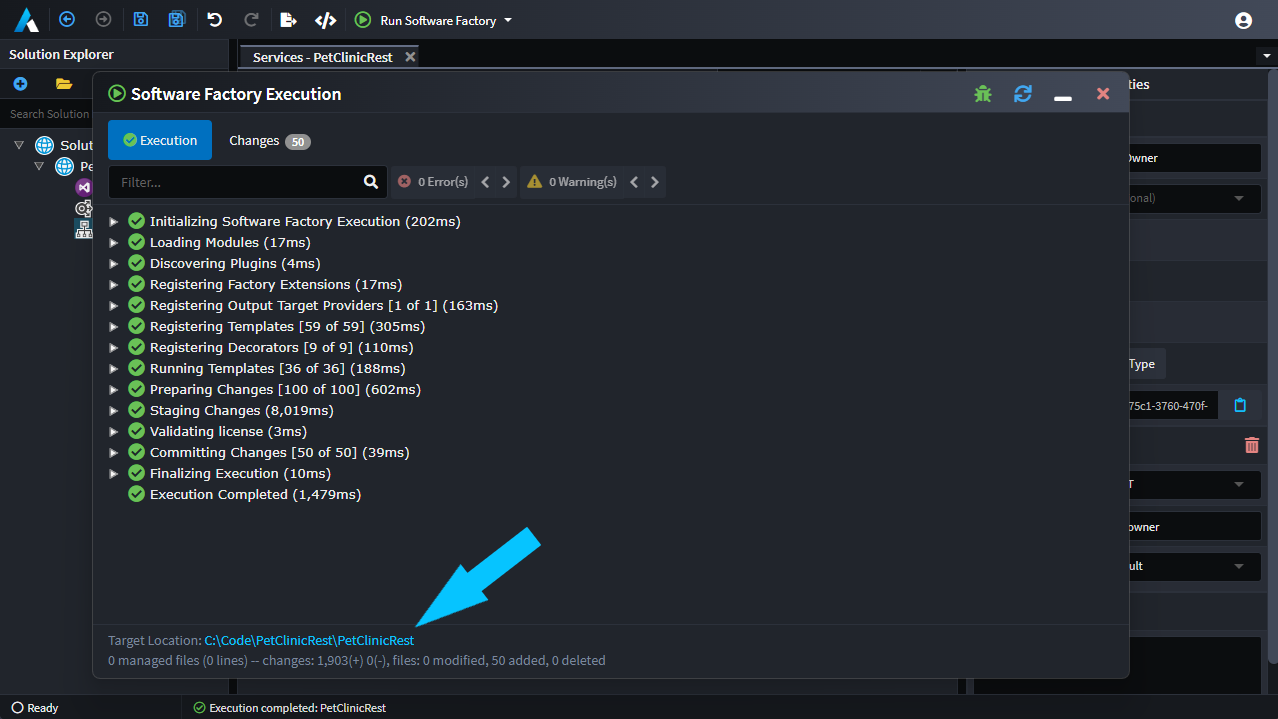 Run Software Factory
Solution Explorer
Services - PetClinicRest
Search Solution
Solut
Pe
Software Factory Execution
ties
Execution
Changes 50
Filter...
0 Error(s)
0 Warning(s)
Initializing Software Factory Execution (202ms)
Loading Modules (17ms)
Discovering Plugins (4ms)
Registering Factory Extensions (17ms)
Registering Output Target Providers [1 of 1] (163ms)
Registering Templates [59 of 59] (305ms)
Registering Decorators [9 of 9] (110ms)
Running Templates [36 of 36] (188ms)
Preparing Changes [100 of 100] (602ms)
Staging Changes (8,019ms)
Validating license (3ms)
Committing Changes [50 of 50] (39ms)
Finalizing Execution (10ms)
Execution Completed (1,479ms)
Owner
onal)
Type
75c1-3760-470f-
T
owner
ult
Target Location: C:\Code\PetClinicRest\PetClinicRest
0 managed files (0 lines) -- changes: 1,903(+) 0(-), files: 0 modified, 50 added, 0 deleted
Ready
Execution completed: PetClinicRest